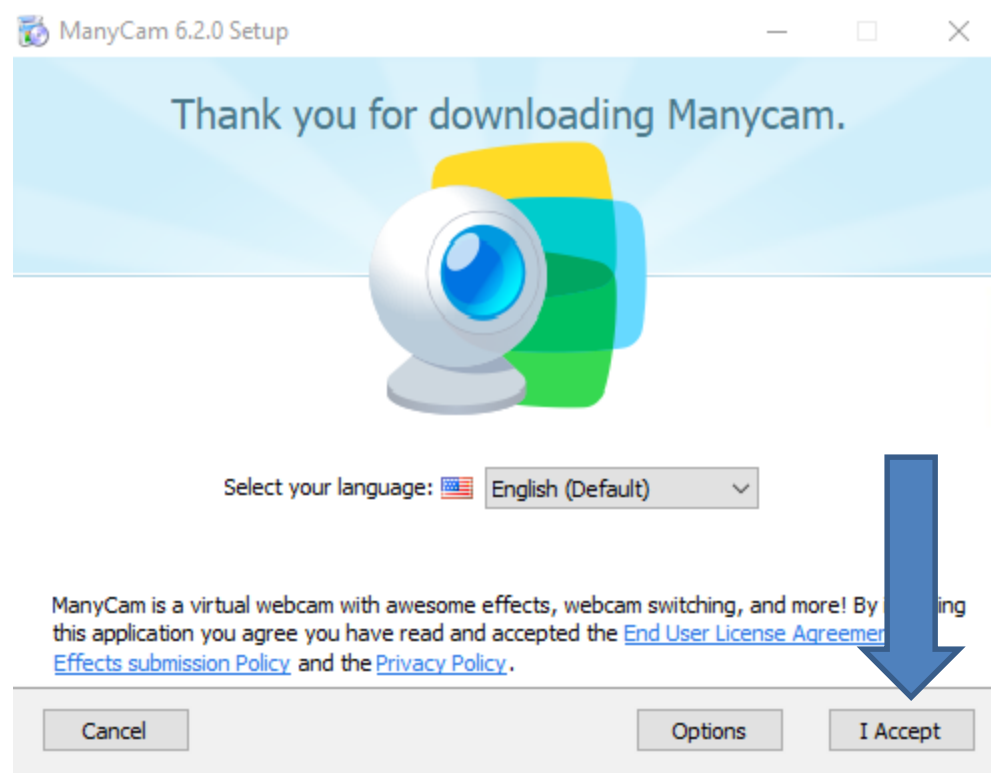 ManyCam 6.2.0 Setup
Thank you for downloading Manycam.
Select your language: English (Default)
ManyCam is a virtual webcam with awesome effects, webcam switching, and more! By
this application you agree you have read and accepted the End User License
Effects submission Policy and the Privacy Policy.
Cancel Options I Accept